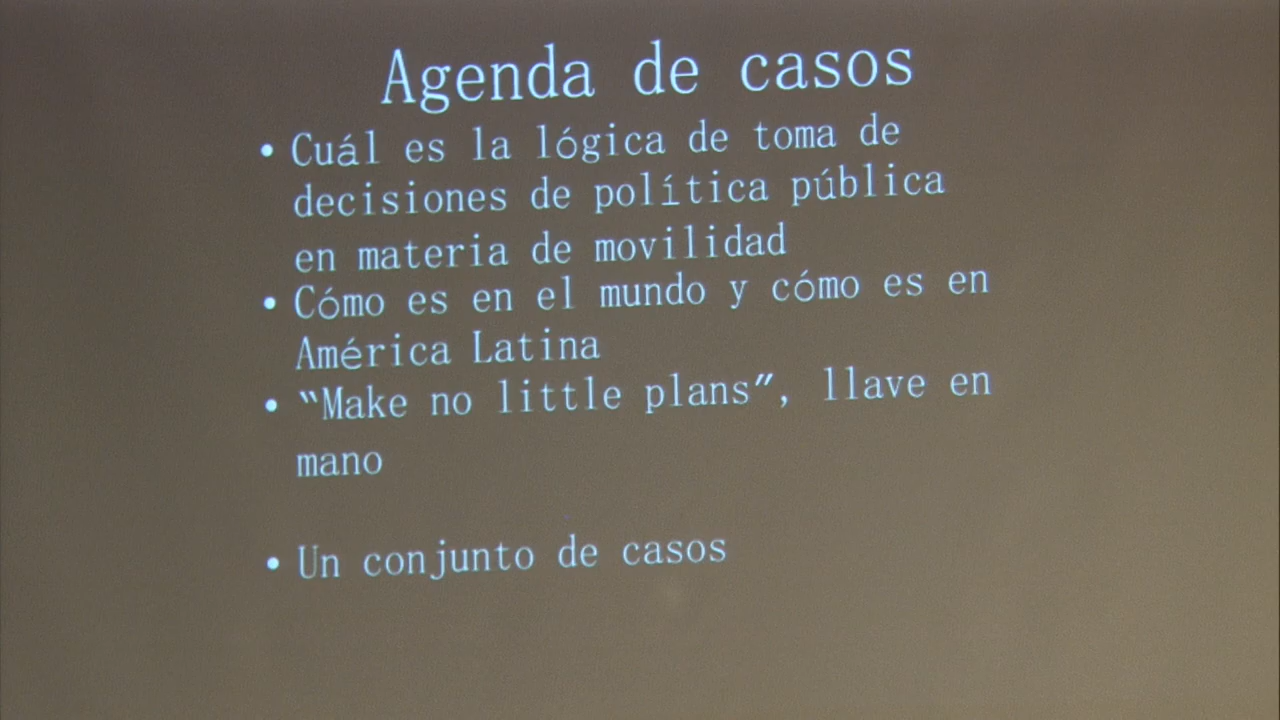 Agenda de casos
• Cuál es la lógica de toma de
decisiones de política pública
en materia de movilidad
• Cómo es en el mundo y cómo es en
América Latina
• “Make no little plans”, llave en
mano
• Un conjunto de casos